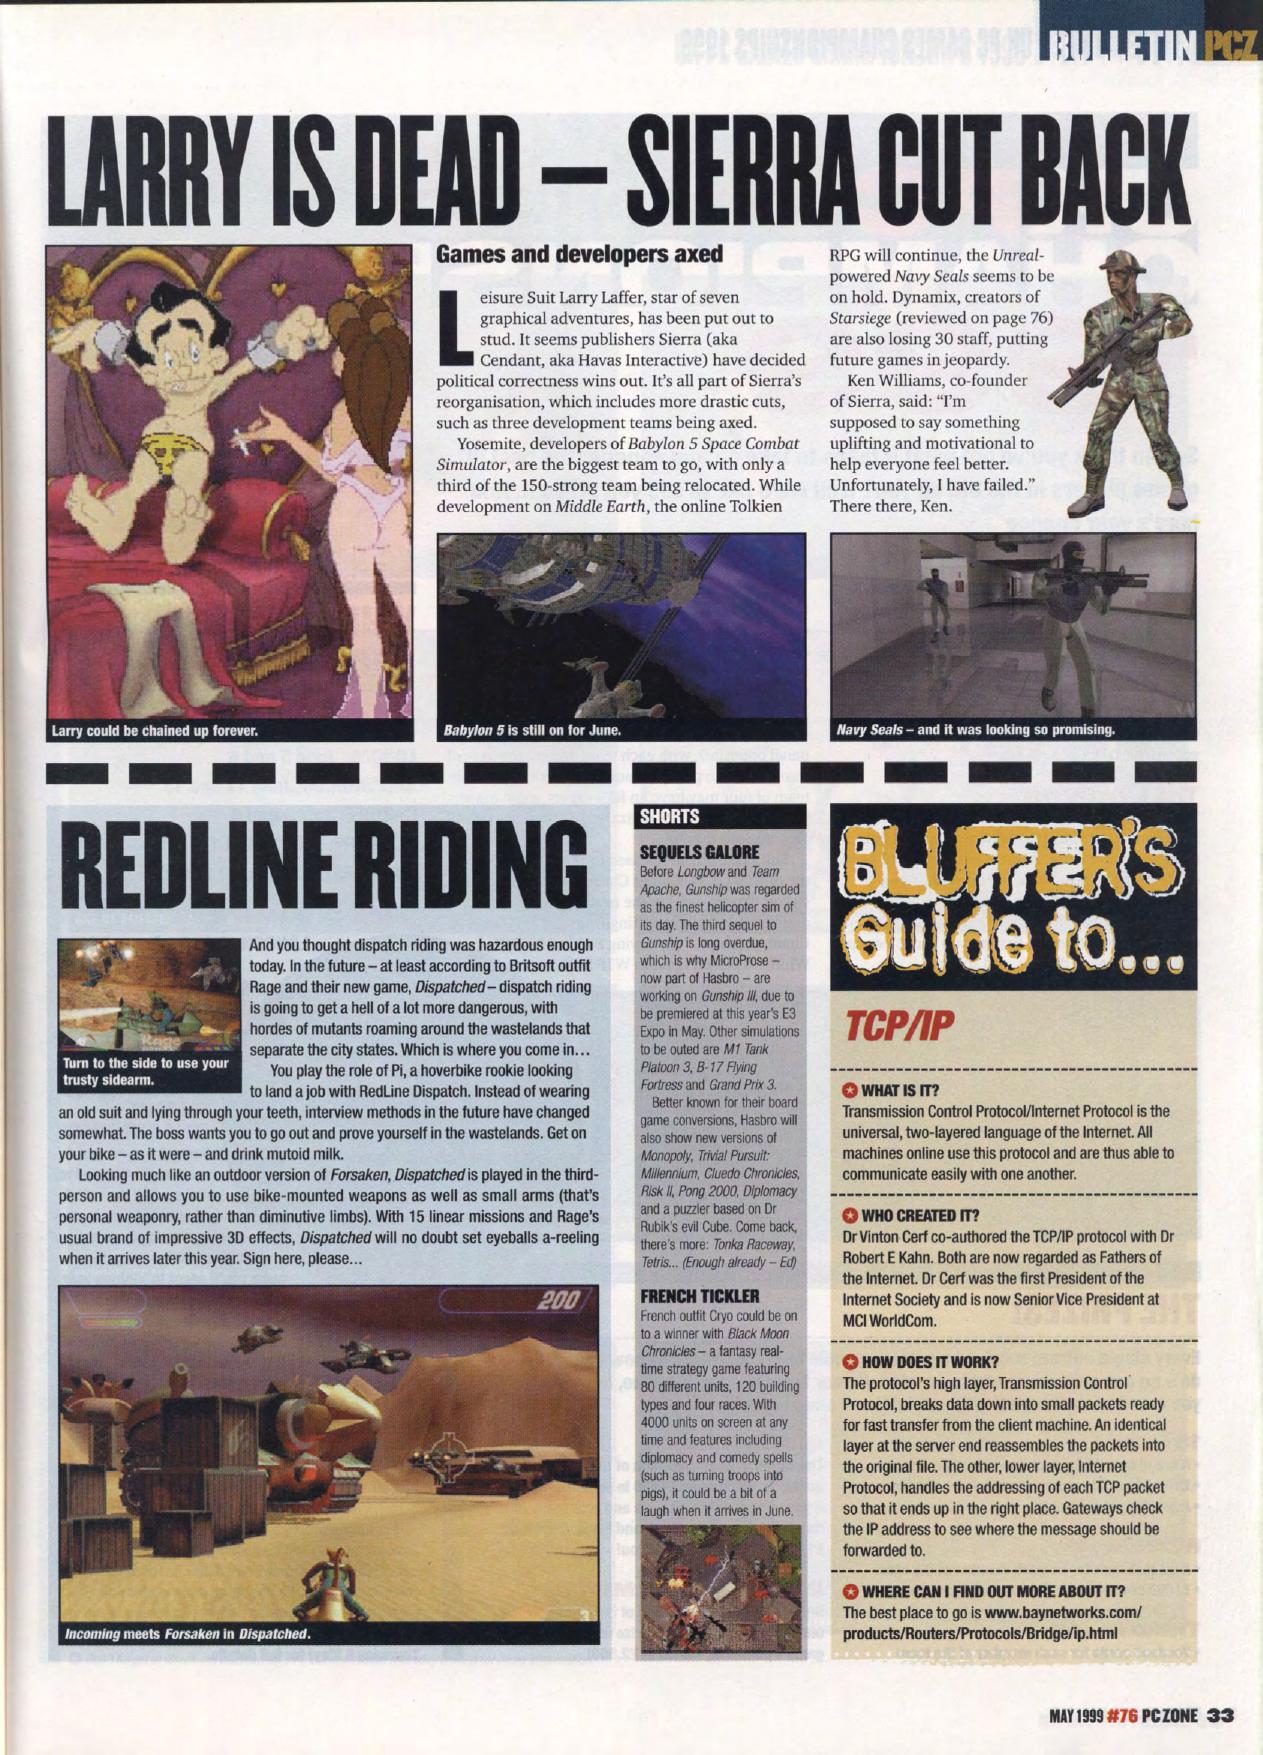 BULLETIN PCZ
LARRY IS DEAD – SIERRA CUT BACK
Larry could be chained up forever.
Games and developers axed
Leisure Suit Larry Laffer, star of seven
graphical adventures, has been put out to
stud. It seems publishers Sierra (aka
Cendant, aka Havas Interactive) have decided
political correctness wins out. It's all part of Sierra's
reorganisation, which includes more drastic cuts,
such as three development teams being axed.
Yosemite, developers of Babylon 5 Space Combat
Simulator, are the biggest team to go, with only a
third of the 150-strong team being relocated. While
development on Middle Earth, the online Tolkien
RPG will continue, the Unreal-
powered Navy Seals seems to be
on hold. Dynamix, creators of
Starsiege (reviewed on page 76)
are also losing 30 staff, putting
future games in jeopardy.
Ken Williams, co-founder
of Sierra, said: "I'm
supposed to say something
uplifting and motivational to
help everyone feel better.
Unfortunately, I have failed."
There there, Ken.
Babylon 5 is still on for June.
Navy Seals – and it was looking so promising.
REDLINE RIDING
Rage
Turn to the side to use your
trusty sidearm.
And you thought dispatch riding was hazardous enough
today. In the future – at least according to Britsoft outfit
Rage and their new game, Dispatched – dispatch riding
is going to get a hell of a lot more dangerous, with
hordes of mutants roaming around the wastelands that
separate the city states. Which is where you come in...
You play the role of Pi, a hoverbike rookie looking
to land a job with RedLine Dispatch. Instead of wearing
an old suit and lying through your teeth, interview methods in the future have changed
somewhat. The boss wants you to go out and prove yourself in the wastelands. Get on
your bike – as it were – and drink mutoid milk.
Looking much like an outdoor version of Forsaken, Dispatched is played in the third-
person and allows you to use bike-mounted weapons as well as small arms (that's
personal weaponry, rather than diminutive limbs). With 15 linear missions and Rage's
usual brand of impressive 3D effects, Dispatched will no doubt set eyeballs a-reeling
when it arrives later this year. Sign here, please...
200
3
Incoming meets Forsaken in Dispatched.
SHORTS
SEQUELS GALORE
Before Longbow and Team
Apache, Gunship was regarded
as the finest helicopter sim of
its day. The third sequel to
Gunship is long overdue,
which is why MicroProse –
now part of Hasbro – are
working on Gunship III, due to
be premiered at this year's E3
Expo in May. Other simulations
to be outed are M1 Tank
Platoon 3, B-17 Flying
Fortress and Grand Prix 3.
Better known for their board
game conversions, Hasbro will
also show new versions of
Monopoly, Trivial Pursuit:
Millennium, Cluedo Chronicles,
Risk II, Pong 2000, Diplomacy
and a puzzler based on Dr
Rubik's evil Cube. Come back,
there's more: Tonka Raceway,
Tetris... (Enough already – Ed)
FRENCH TICKLER
French outfit Cryo could be on
to a winner with Black Moon
Chronicles – a fantasy real-
time strategy game featuring
80 different units, 120 building
types and four races. With
4000 units on screen at any
time and features including
diplomacy and comedy spells
(such as turning troops into
pigs), it could be a bit of a
laugh when it arrives in June.
BLUFFER'S
Guide to...
TCP/IP
WHAT IS IT?
Transmission Control Protocol/Internet Protocol is the
universal, two-layered language of the Internet. All
machines online use this protocol and are thus able to
communicate easily with one another.
WHO CREATED IT?
Dr Vinton Cerf co-authored the TCP/IP protocol with Dr
Robert E Kahn. Both are now regarded as Fathers of
the Internet. Dr Cerf was the first President of the
Internet Society and is now Senior Vice President at
MCI WorldCom.
HOW DOES IT WORK?
The protocol's high layer, Transmission Control
Protocol, breaks data down into small packets ready
for fast transfer from the client machine. An identical
layer at the server end reassembles the packets into
the original file. The other, lower layer, Internet
Protocol, handles the addressing of each TCP packet
so that it ends up in the right place. Gateways check
the IP address to see where the message should be
forwarded to.
WHERE CAN I FIND OUT MORE ABOUT IT?
The best place to go is www.baynetworks.com/
products/Routers/Protocols/Bridge/ip.html
MAY 1999 #76 PC ZONE 33